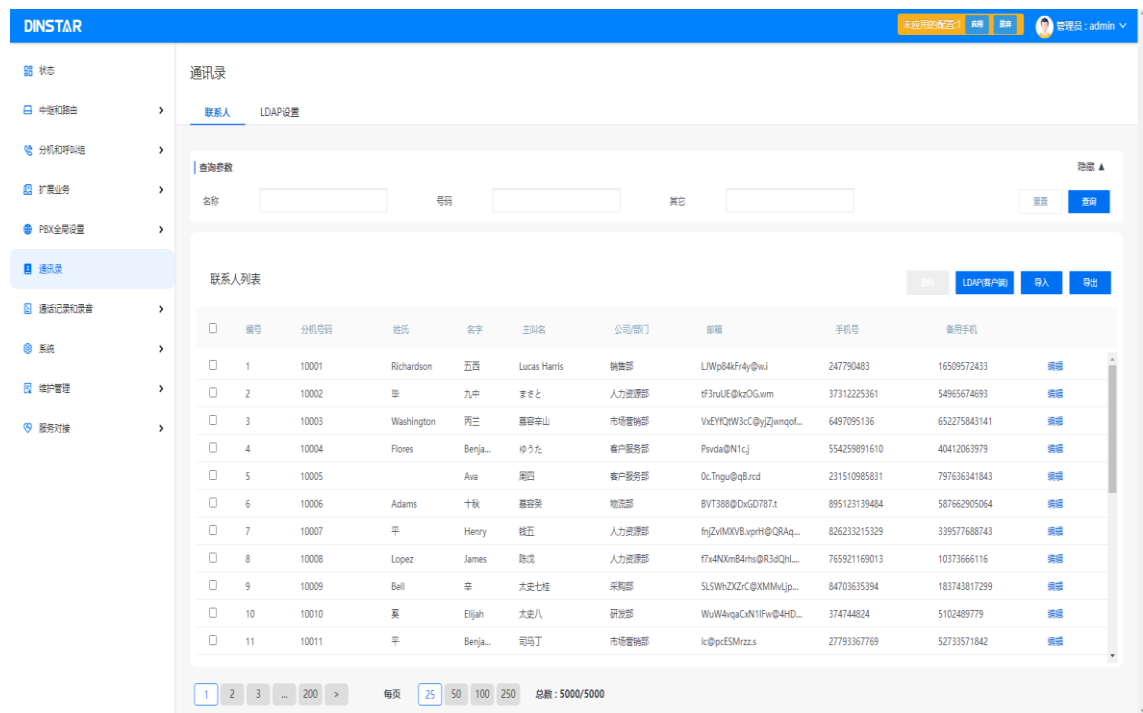 DINSTAR
未应用的配置:1 应用 放弃 管理员 : admin
状态
中继和路由
分机和呼叫组
扩展业务
PBX全局设置
通讯录
通话记录和录音
系统
维护管理
服务对接
通讯录
联系人 LDAP设置
查询参数 隐藏 ▲
名称 号码 其它 重置 查询
联系人列表 删除 LDAP(客户端) 导入 导出
编号 分机号码 姓氏 名字 主叫名 公司/部门 邮箱 手机号 备用手机
1 10001 Richardson 五西 Lucas Harris 销售部 LJWp84kFr4y@w.i 247790483 16509572433 编辑
2 10002 毕 九中 まさと 人力资源部 tF3ruUE@kzOG.wm 37312225361 54965674693 编辑
3 10003 Washington 丙兰 慕容辛山 市场营销部 VxEYfQtW3cC@yjZjwnqof... 6497095136 652275843141 编辑
4 10004 Flores Benja... ゆうた 客户服务部 Psvda@N1c.j 554259891610 40412063979 编辑
5 10005 Ava 周四 客户服务部 0c.Tngu@qB.rcd 231510985831 797636341843 编辑
6 10006 Adams 十秋 慕容癸 物流部 BVT388@DxGD787.t 895123139484 587662905064 编辑
7 10007 平 Henry 钱五 人力资源部 fnjZvIMXVB.vprH@QRAq... 826233215329 339577688743 编辑
8 10008 Lopez James 陈戊 人力资源部 f7x4NXmB4rhs@R3dQhl.... 765921169013 10373666116 编辑
9 10009 Bell 辛 太史七桂 采购部 5LSWhZXZrC@XMMvLjp... 84703635394 183743817299 编辑
10 10010 奚 Elijah 太史八 研发部 WuW4vqaCxN1lFw@4HD... 374744824 5102489779 编辑
11 10011 平 Benja... 司马丁 市场营销部 lc@pcESMrzz.s 27793367769 52733571842 编辑
1 2 3 ... 200 > 每页 25 50 100 250 总数 : 5000/5000